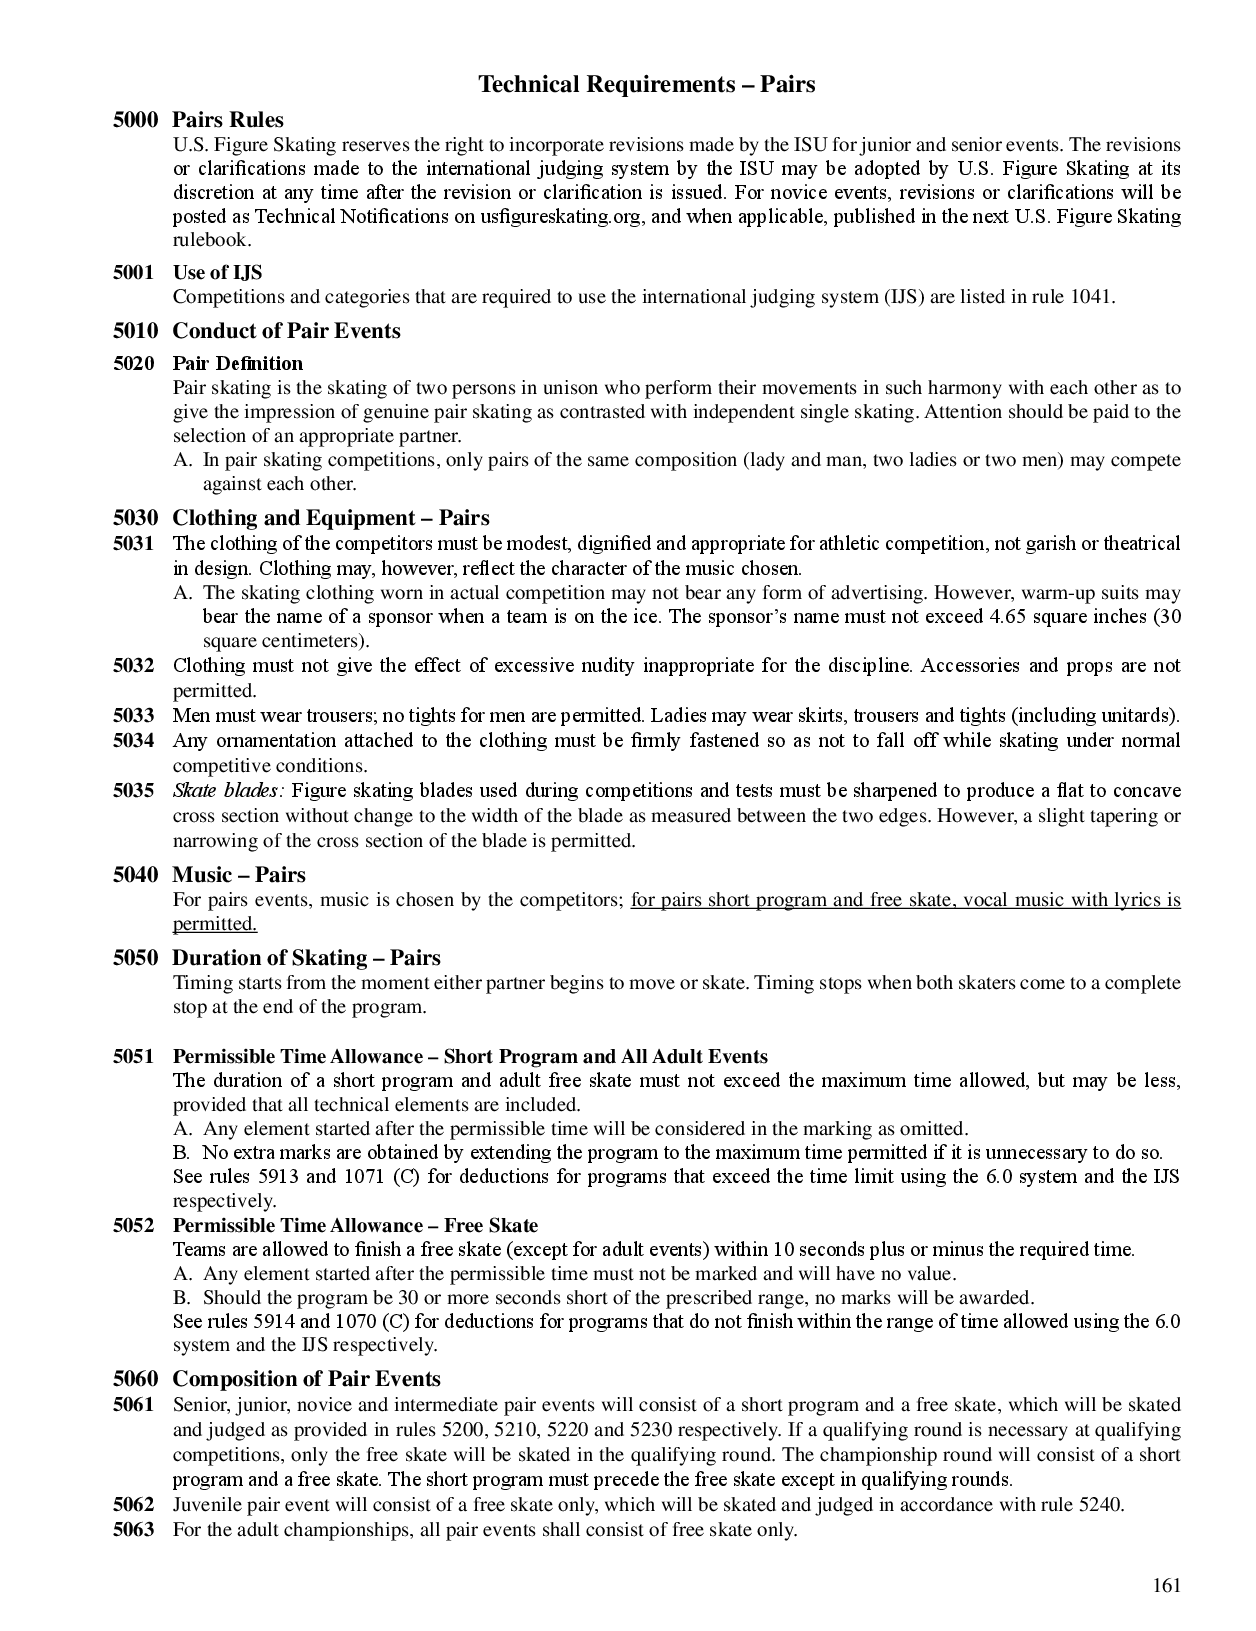 Technical Requirements – Pairs
5000 Pairs Rules
U.S. Figure Skating reserves the right to incorporate revisions made by the ISU for junior and senior events. The revisions
or clarifications made to the international judging system by the ISU may be adopted by U.S. Figure Skating at its
discretion at any time after the revision or clarification is issued. For novice events, revisions or clarifications will be
posted as Technical Notifications on usfigureskating.org, and when applicable, published in the next U.S. Figure Skating
rulebook.
5001 Use of IJS
Competitions and categories that are required to use the international judging system (IJS) are listed in rule 1041.
5010 Conduct of Pair Events
5020 Pair Definition
Pair skating is the skating of two persons in unison who perform their movements in such harmony with each other as to
give the impression of genuine pair skating as contrasted with independent single skating. Attention should be paid to the
selection of an appropriate partner.
A. In pair skating competitions, only pairs of the same composition (lady and man, two ladies or two men) may compete
against each other.
5030 Clothing and Equipment – Pairs
5031 The clothing of the competitors must be modest, dignified and appropriate for athletic competition, not garish or theatrical
in design. Clothing may, however, reflect the character of the music chosen.
A. The skating clothing worn in actual competition may not bear any form of advertising. However, warm-up suits may
bear the name of a sponsor when a team is on the ice. The sponsor's name must not exceed 4.65 square inches (30
square centimeters).
5032 Clothing must not give the effect of excessive nudity inappropriate for the discipline. Accessories and props are not
permitted.
5033 Men must wear trousers; no tights for men are permitted. Ladies may wear skirts, trousers and tights (including unitards).
5034 Any ornamentation attached to the clothing must be firmly fastened so as not to fall off while skating under normal
competitive conditions.
5035 Skate blades: Figure skating blades used during competitions and tests must be sharpened to produce a flat to concave
cross section without change to the width of the blade as measured between the two edges. However, a slight tapering or
narrowing of the cross section of the blade is permitted.
5040 Music – Pairs
For pairs events, music is chosen by the competitors; for pairs short program and free skate, vocal music with lyrics is
permitted.
5050 Duration of Skating – Pairs
Timing starts from the moment either partner begins to move or skate. Timing stops when both skaters come to a complete
stop at the end of the program.
5051 Permissible Time Allowance – Short Program and All Adult Events
The duration of a short program and adult free skate must not exceed the maximum time allowed, but may be less,
provided that all technical elements are included.
A. Any element started after the permissible time will be considered in the marking as omitted.
B. No extra marks are obtained by extending the program to the maximum time permitted if it is unnecessary to do so.
See rules 5913 and 1071 (C) for deductions for programs that exceed the time limit using the 6.0 system and the IJS
respectively.
5052 Permissible Time Allowance – Free Skate
Teams are allowed to finish a free skate (except for adult events) within 10 seconds plus or minus the required time.
A. Any element started after the permissible time must not be marked and will have no value.
B. Should the program be 30 or more seconds short of the prescribed range, no marks will be awarded.
See rules 5914 and 1070 (C) for deductions for programs that do not finish within the range of time allowed using the 6.0
system and the IJS respectively.
5060 Composition of Pair Events
5061 Senior, junior, novice and intermediate pair events will consist of a short program and a free skate, which will be skated
and judged as provided in rules 5200, 5210, 5220 and 5230 respectively. If a qualifying round is necessary at qualifying
competitions, only the free skate will be skated in the qualifying round. The championship round will consist of a short
program and a free skate. The short program must precede the free skate except in qualifying rounds.
5062 Juvenile pair event will consist of a free skate only, which will be skated and judged in accordance with rule 5240.
5063 For the adult championships, all pair events shall consist of free skate only.
161